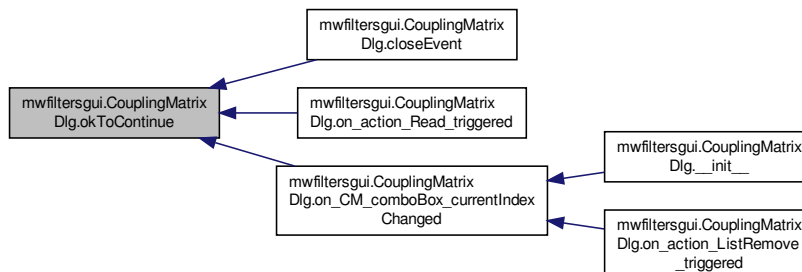 mwfiltersgui.CouplingMatrix
Dlg.closeEvent
mwfiltersgui.CouplingMatrix
Dlg.okToContinue
mwfiltersgui.CouplingMatrix
Dlg.on_action_Read_triggered
mwfiltersgui.CouplingMatrix
Dlg.on_CM_comboBox_currentIndex
Changed
mwfiltersgui.CouplingMatrix
Dlg.__init__
mwfiltersgui.CouplingMatrix
Dlg.on_action_ListRemove
_triggered